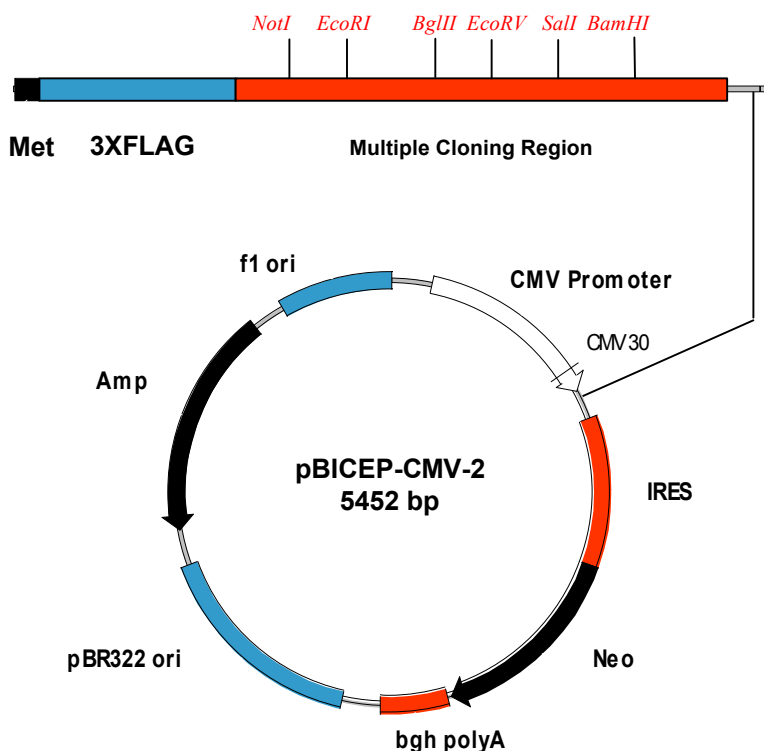 NotI EcoRI BglII EcoRV SalI BamHI
Met 3XFLAG Multiple Cloning Region
f1 ori
CMV Promoter
CMV30
Amp
pBICEP-CMV-2
5452 bp
IRES
pBR322 ori
Neo
bgh polyA